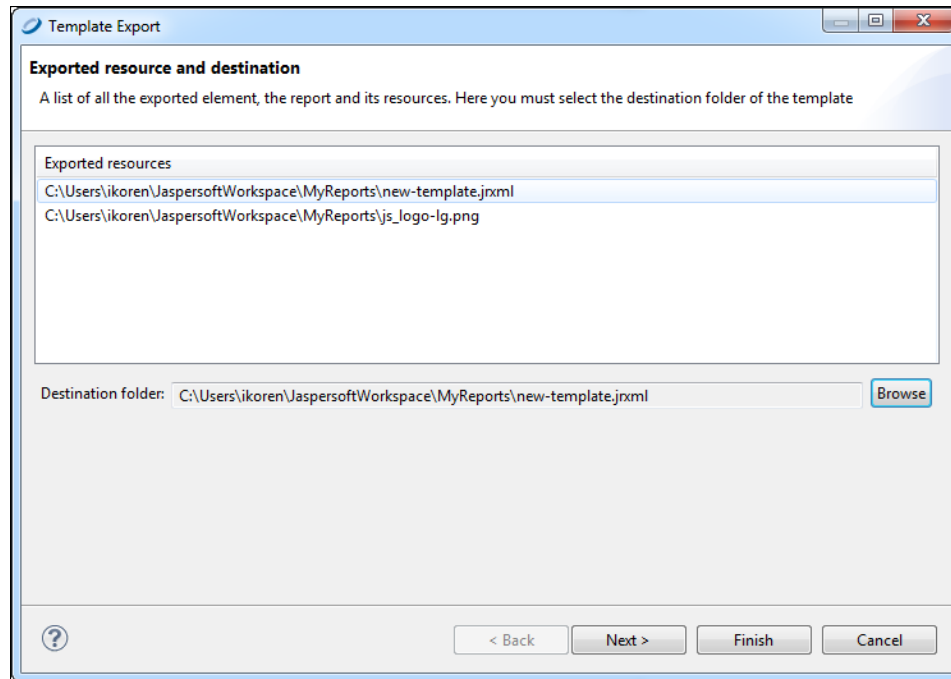 Template Export
Exported resource and destination
A list of all the exported element, the report and its resources. Here you must select the destination folder of the template
Exported resources
C:\Users\ikoren\JaspersoftWorkspace\MyReports\new-template.jrxml
C:\Users\ikoren\JaspersoftWorkspace\MyReports\js_logo-lg.png
Destination folder: C:\Users\ikoren\JaspersoftWorkspace\MyReports\new-template.jrxml Browse
? < Back Next > Finish Cancel